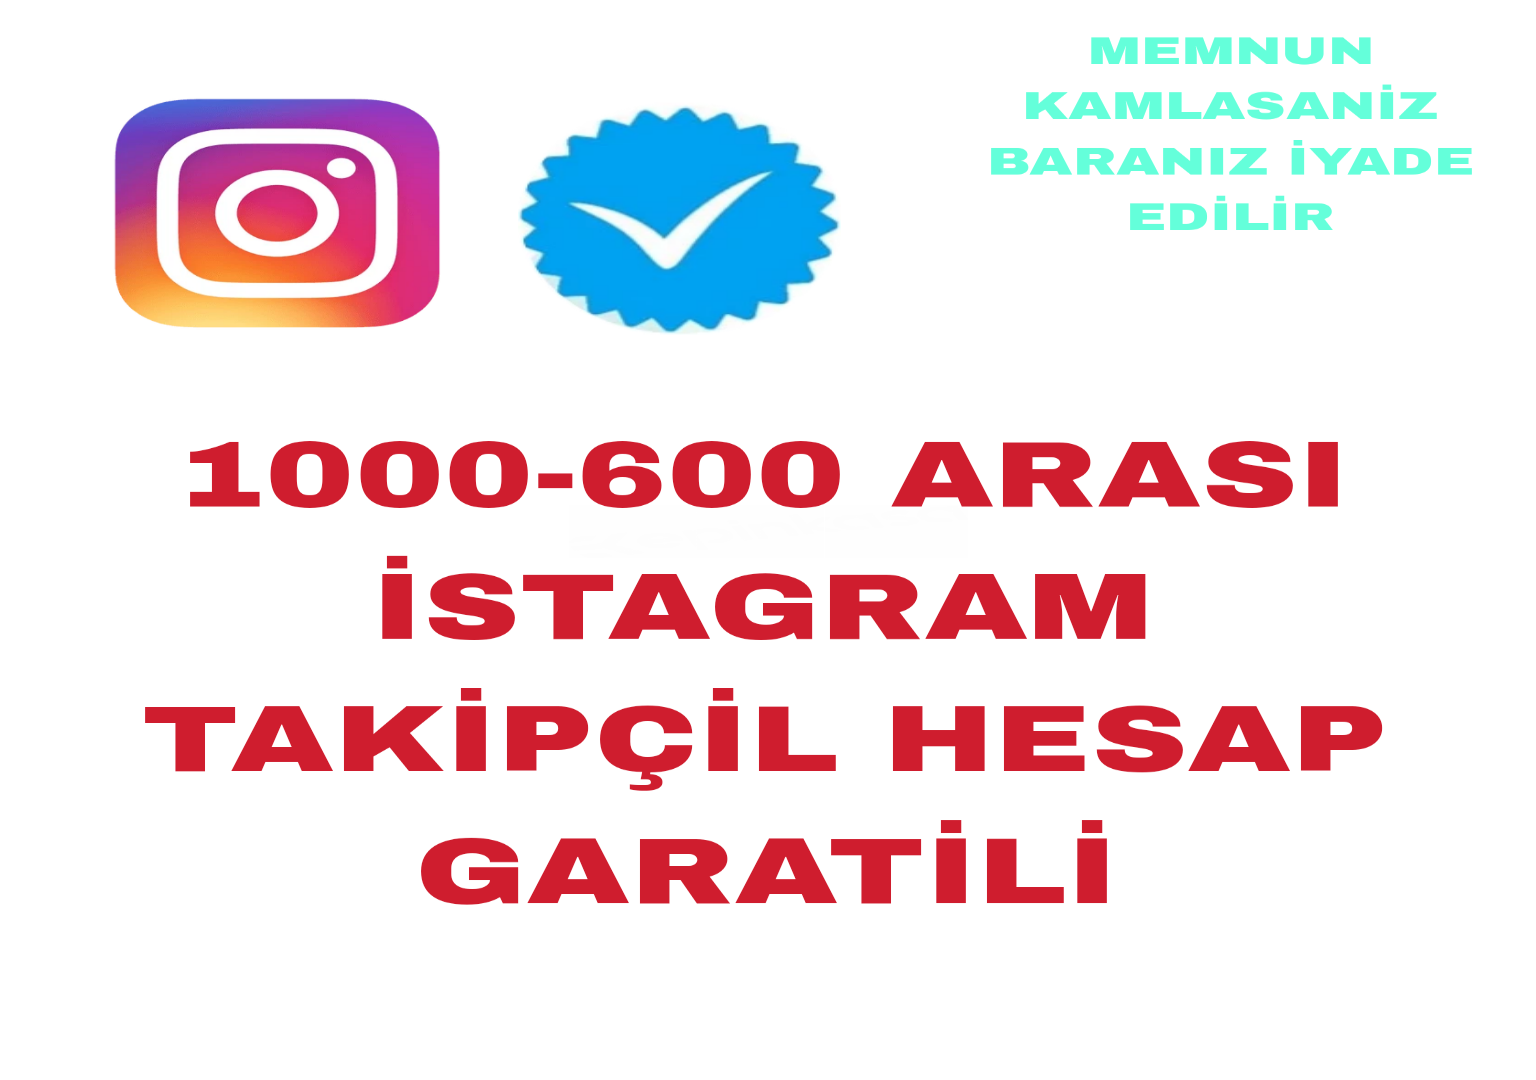 MEMNUN
KAMLASANİZ
BARANIZ İYADE
EDİLİR
1000-600 ARASI
İSTAGRAM
TAKİPÇİL HESAP
GARATİLİ